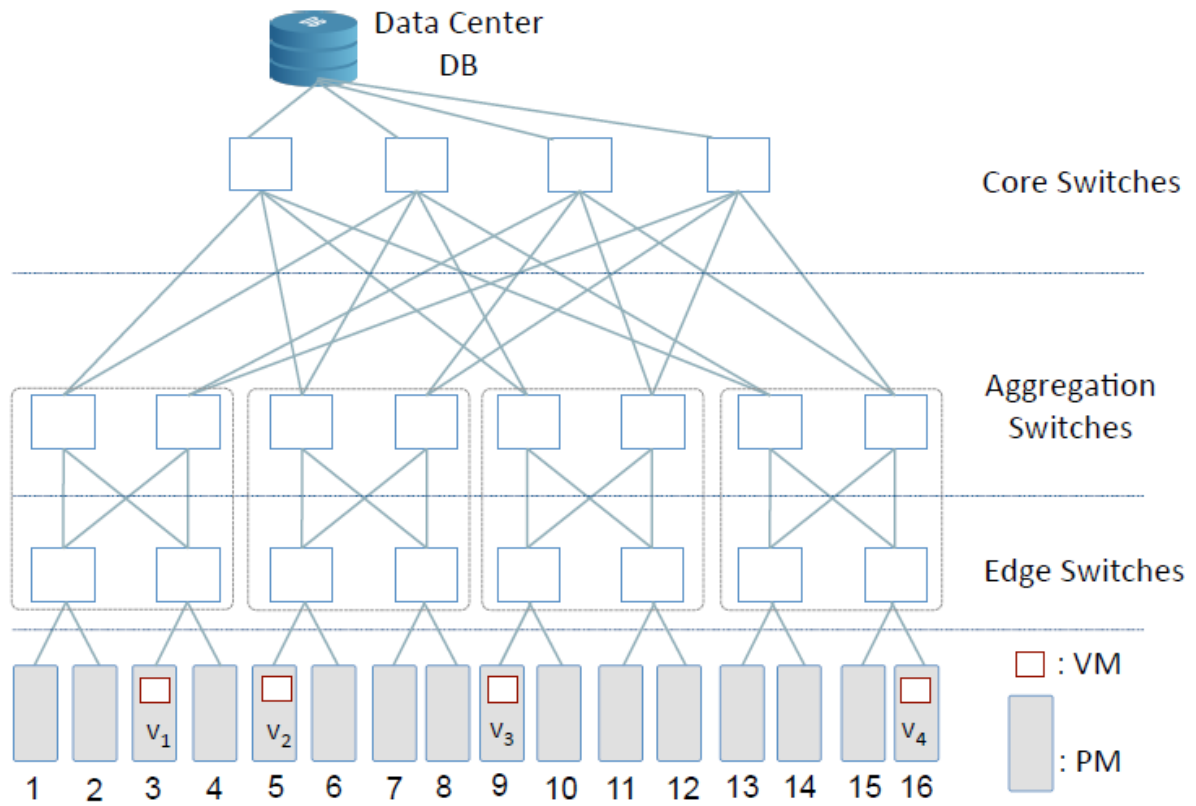 DB
Data Center
DB
Core Switches
Aggregation
Switches
Edge Switches
: VM
V1 V2 V3 V4
: PM
1 2 3 4 5 6 7 8 9 10 11 12 13 14 15 16